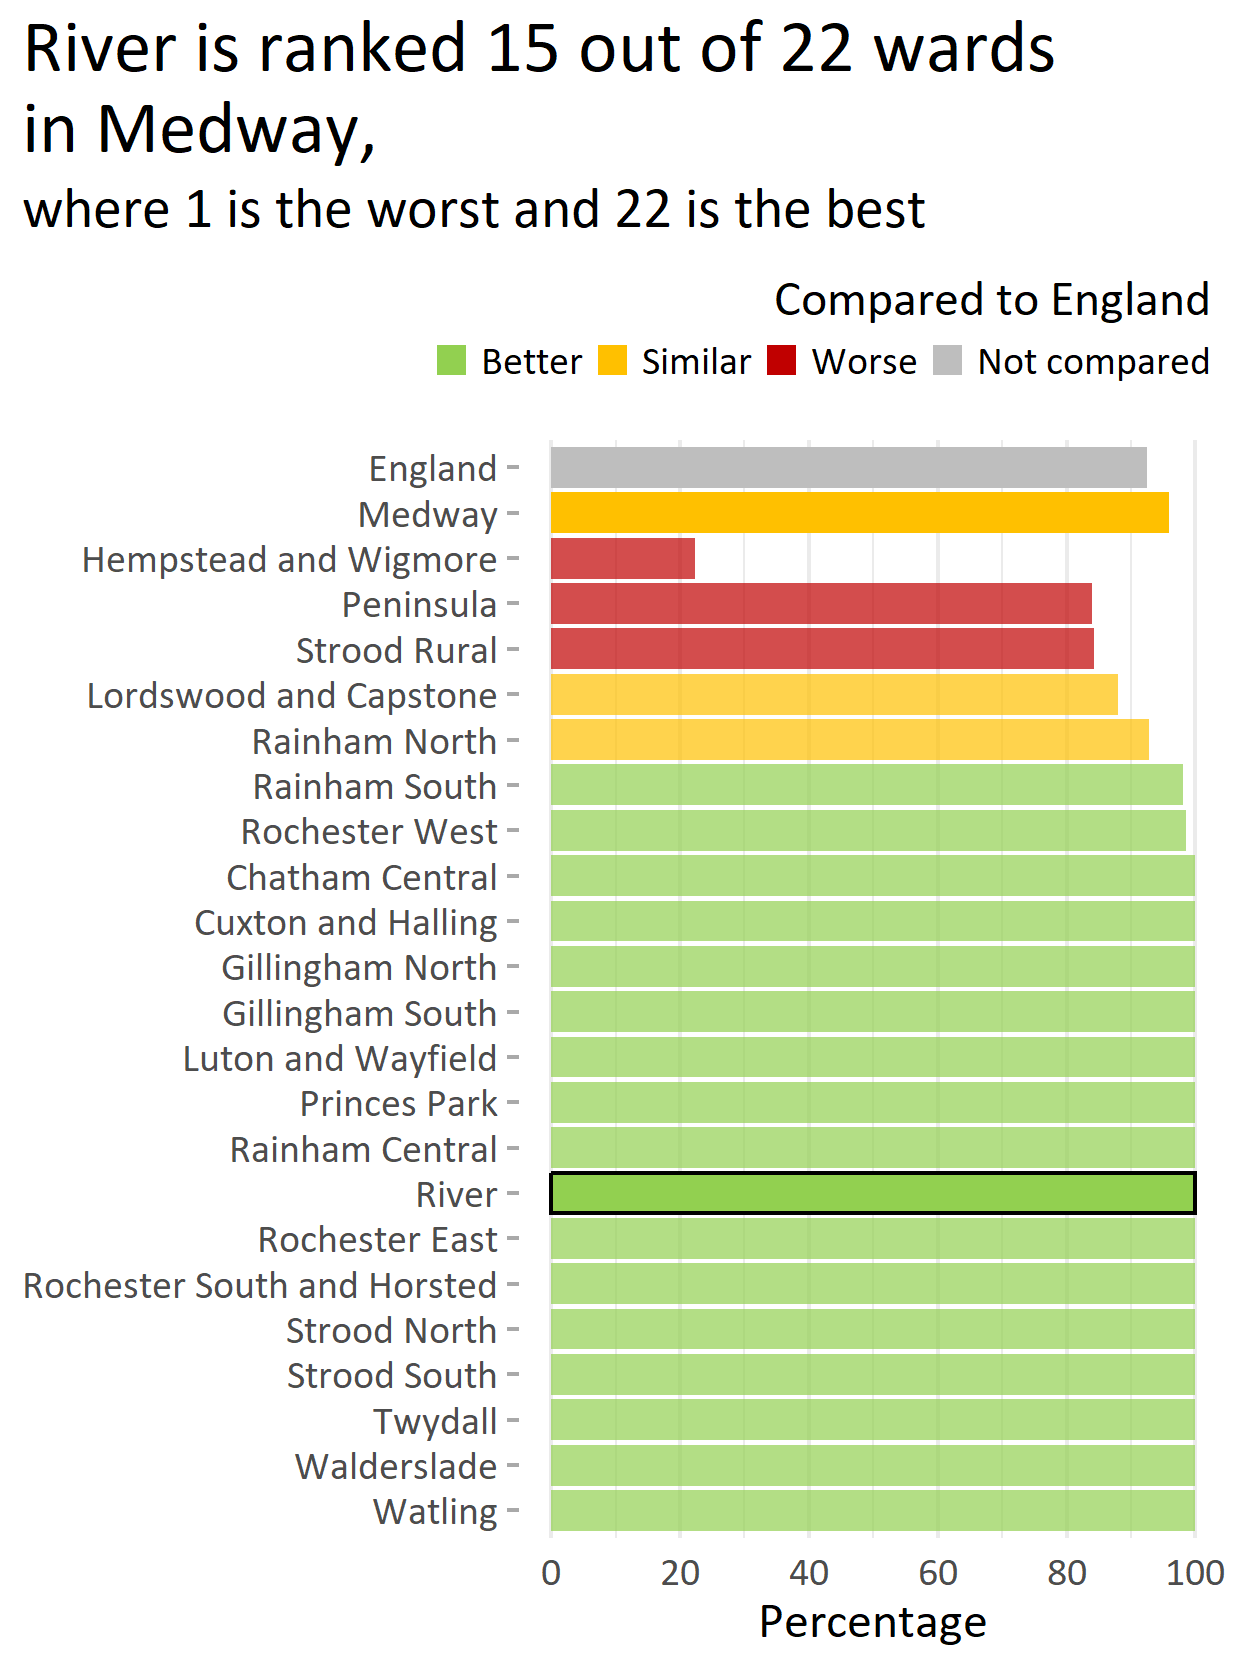 River is ranked 15 out of 22 wards
in Medway,
where 1 is the worst and 22 is the best
Compared to England
Better Similar Worse Not compared
England
Medway
Hempstead and Wigmore
Peninsula
Strood Rural
Lordswood and Capstone
Rainham North
Rainham South
Rochester West
Chatham Central
Cuxton and Halling
Gillingham North
Gillingham South
Luton and Wayfield
Princes Park
Rainham Central
River
Rochester East
Rochester South and Horsted
Strood North
Strood South
Twydall
Walderslade
Watling
0 20 40 60 80 100
Percentage